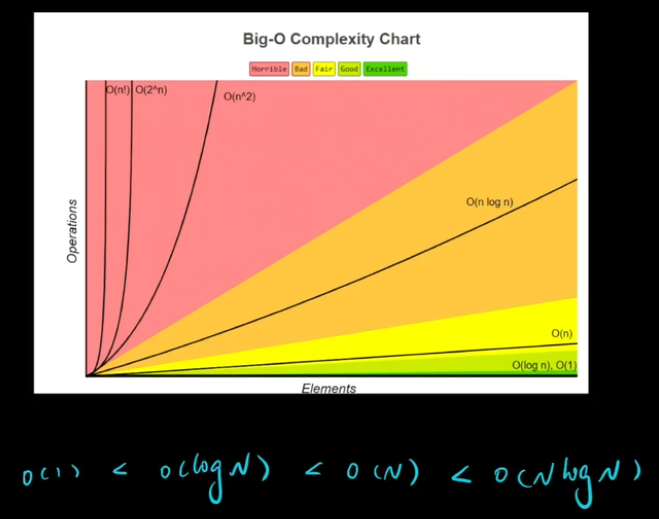 Big-O Complexity Chart
Horrible Bad Fair Good Excellent
O(n!) O(2^n) O(n^2)
O(n log n)
O(n)
O(log n), O(1)
Operations
Elements
O(1) < O(log N) < O(N) < O(N log N)